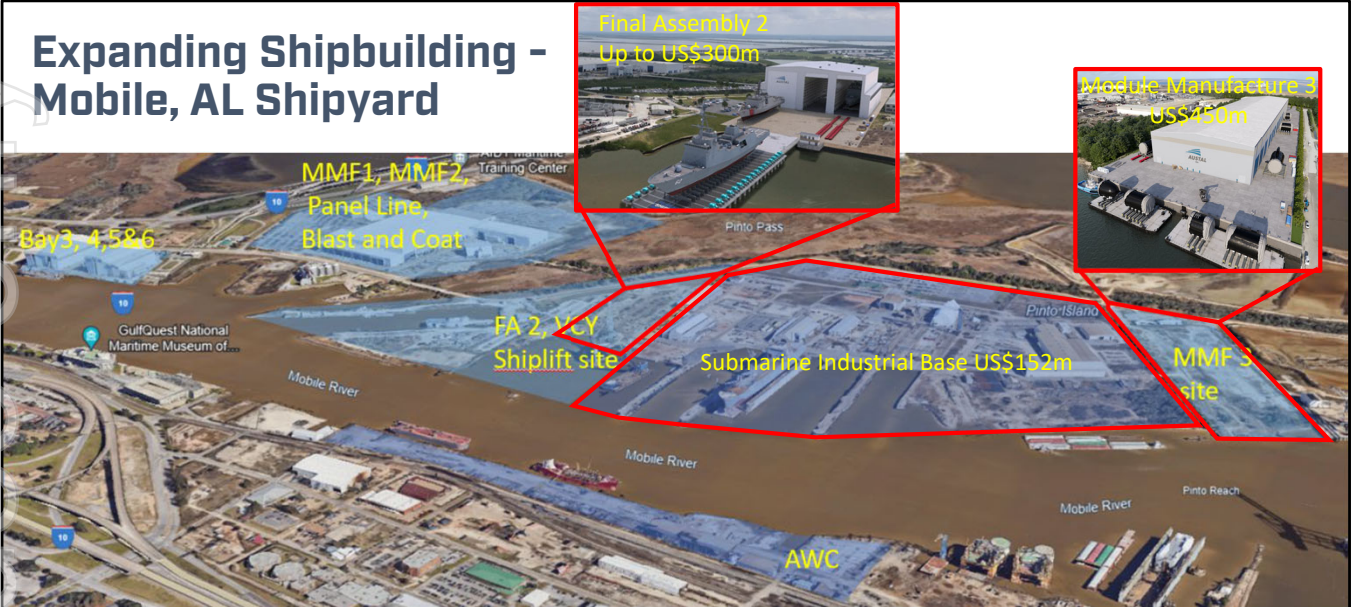 Expanding Shipbuilding -
Mobile, AL Shipyard
Final Assembly 2
Up to US$300m
Module Manufacture 3
US$450m
AUSTAL
AIDT Maritime
Training Center
MMF1, MMF2,
Panel Line,
Blast and Coat
10
Bay3, 4,5&6
Pinto Pass
10
GulfQuest National
Maritime Museum of...
FA 2, VCY
Shiplift site
Pinto Island
Submarine Industrial Base US$152m
MMF 3
site
Mobile River
Mobile River
Mobile River
Pinto Reach
10
AWC